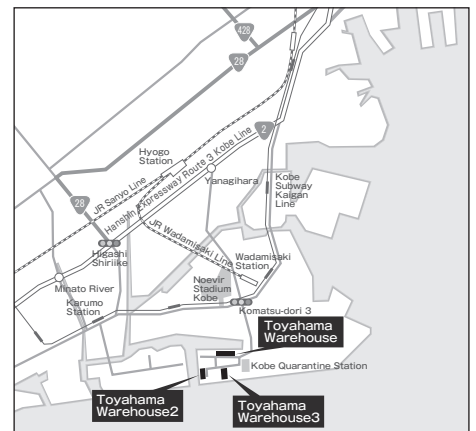 428
28
2
Hyogo
Station
Hanshin Expressway Route 3 Kobe Line
JR Sanyo Line
Yanagihara
Kobe
Subway
Kaigan
Line
28
JR Wadamisaki Line
Higashi
Shiriike
Wadamisaki
Station
Noevir
Stadium
Kobe
Minato River
Karumo
Station
Komatsu-dori 3
Toyahama
Warehouse
Kobe Quarantine Station
Toyahama
Warehouse2
Toyahama
Warehouse3